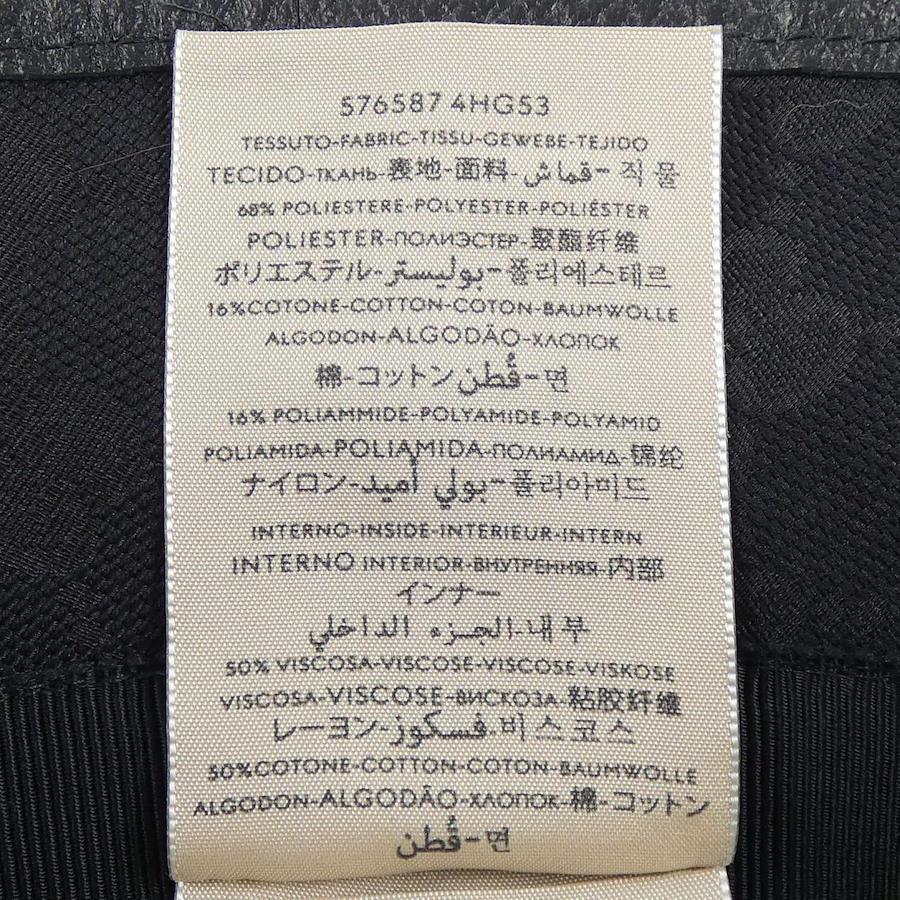 576587 4HG53
TESSUTO-FABRIC-TISSU-GEWEBE-TEJIDO
TECIDO-ТКАНЬ-表地-面料-قماش-직물
68% POLIESTERE-POLYESTER-POLIÉSTER
POLIESTER-ПОЛИЭСТЕР-聚酯纤维
ポリエステル-بوليستر-폴리에스테르
16%COTONE-COTTON-COTON-BAUMWOLLE
ALGODON-ALGODÃO-ХЛОПОК
棉-コットン قُطن-면
16% POLIAMMIDE-POLYAMIDE-POLYAMID
POLIAMIDA-POLIAMIDA-ПОЛИАМИД-锦纶
ナイロン-بولي أميد-폴리아미드
INTERNO-INSIDE-INTERIEUR-INTERN
INTERNO INTERIOR-ВНУТРЕННЯЯ-内部
インナー
الجزء الداخلي-내부
50% VISCOSA-VISCOSE-VISCOSE-VISKOSE
VISCOSA-VISCOSE-ВИСКОЗА-粘胶纤维
レーヨン-فسكوز-비스코스
50%COTONE-COTTON-COTON-BAUMWOLLE
ALGODON-ALGODÃO-ХЛОПОК-棉-コットン
قُطن-면